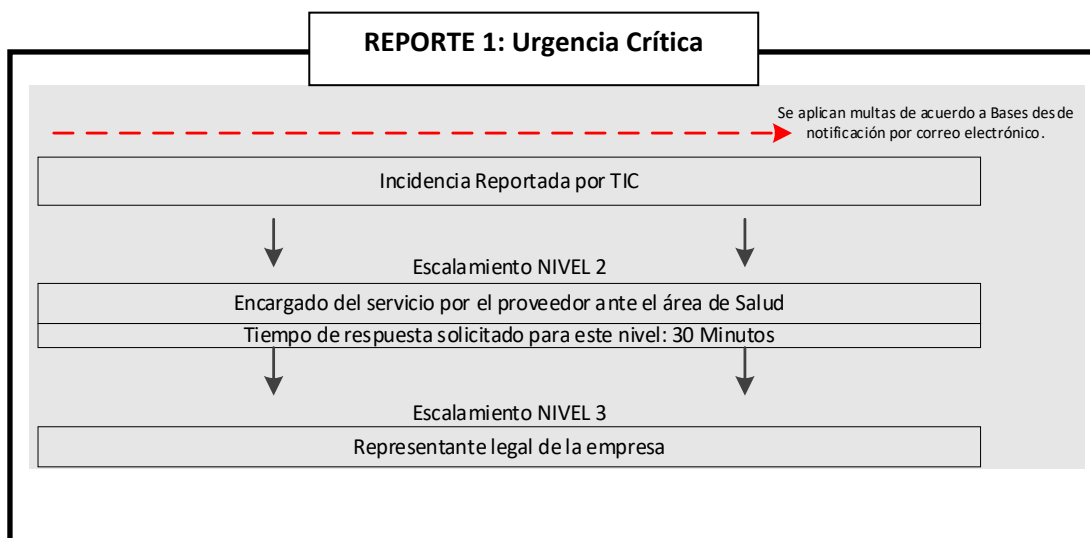 REPORTE 1: Urgencia Crítica
Se aplican multas de acuerdo a Bases desde
notificación por correo electrónico.
Incidencia Reportada por TIC
Escalamiento NIVEL 2
Encargado del servicio por el proveedor ante el área de Salud
Tiempo de respuesta solicitado para este nivel: 30 Minutos
Escalamiento NIVEL 3
Representante legal de la empresa